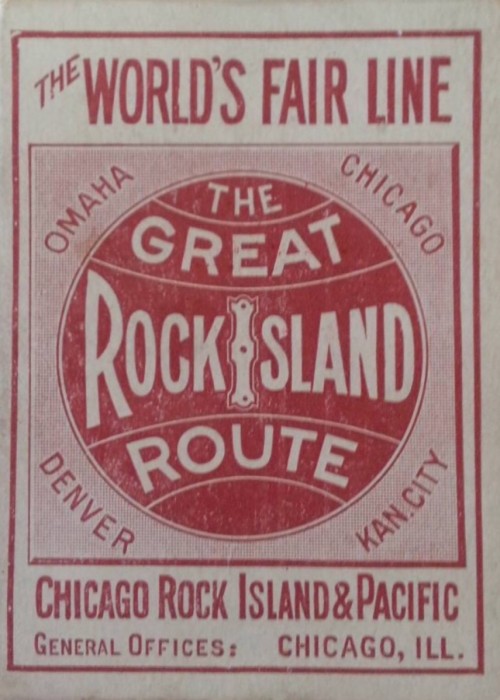 THE WORLD'S FAIR LINE
OMAHA
CHICAGO
THE
GREAT
ROCK ISLAND
ROUTE
DENVER
KAN. CITY
CHICAGO ROCK ISLAND & PACIFIC
GENERAL OFFICES: CHICAGO, ILL.